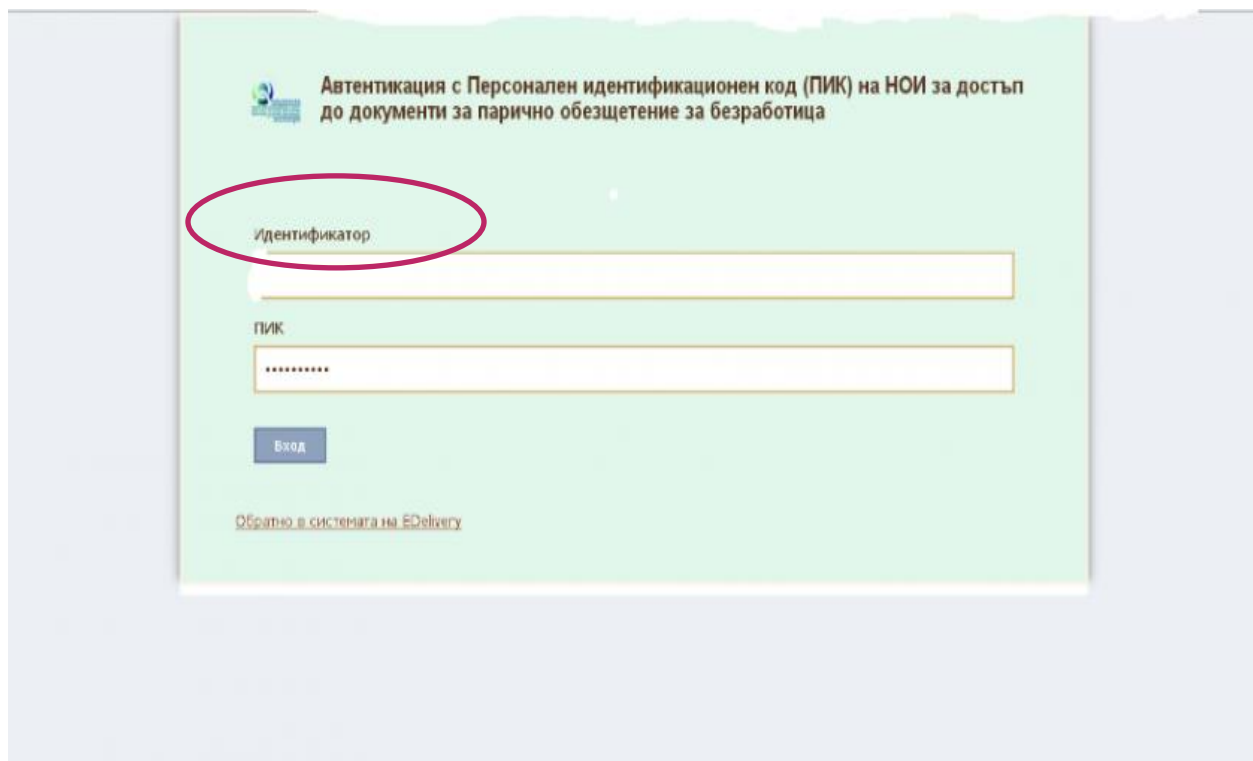 Автентикация с Персонален идентификационен код (ПИК) на НОИ за достъп
до документи за парично обезщетение за безработица
Идентификатор
ПИК
••••••••••
Вход
Обратно в системата на EDelivery